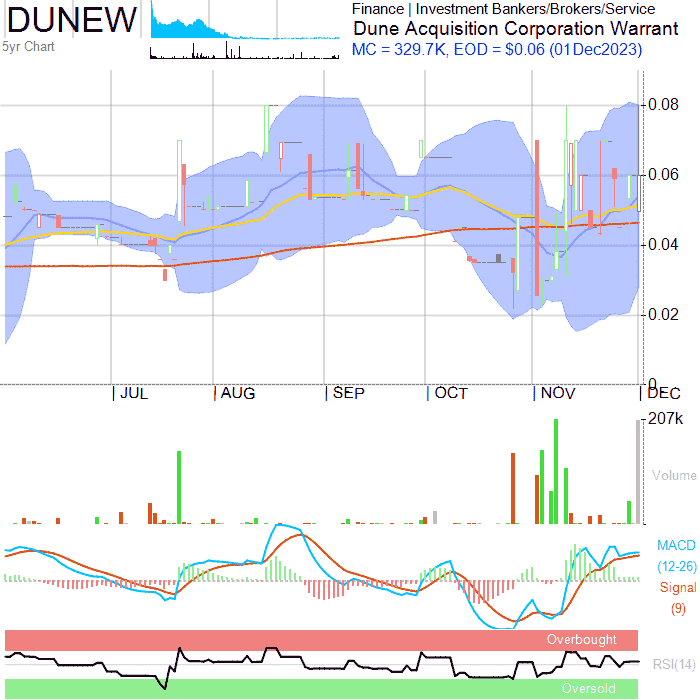 DUNEW
5yr Chart
Finance | Investment Bankers/Brokers/Service
Dune Acquisition Corporation Warrant
MC = 329.7K, EOD = $0.06 (01Dec2023)
0.08
0.06
0.04
0.02
0
JUL AUG SEP OCT NOV DEC
207k
Volume
MACD
(12-26)
Signal
(9)
Overbought
RSI(14)
Oversold